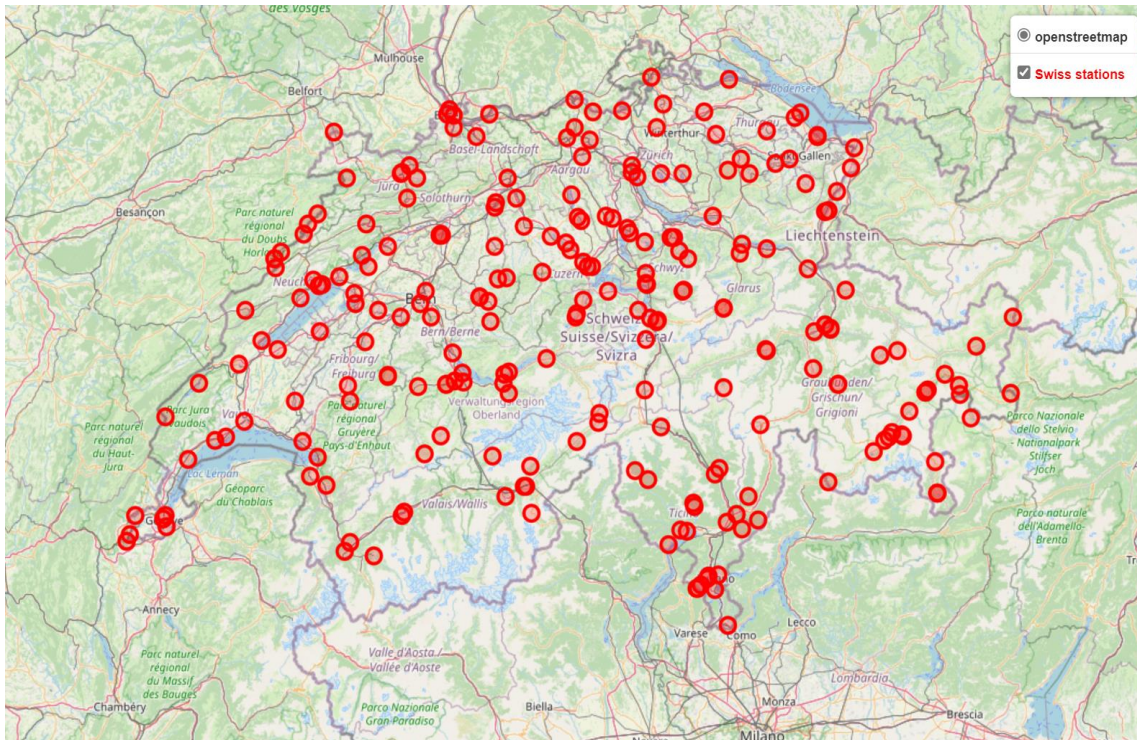 des Vosges
Mulhouse
openstreetmap
Swiss stations
Belfort
Bodensee
Thurgau
Winterthur
Basel-Landschaft
Zürich
Sankt Gallen
Aargau
Jura
Solothurn
Besançon
Parc naturel
régional
du Doubs
Horloger
Liechtenstein
Schwyz
Luzern
Glarus
Bern
Bern/Berne
Schweiz/
Suisse/Svizzera/
Svizra
Fribourg/
Freiburg
Graubünden/
Grischun/
Grigioni
Verwaltungsregion
Oberland
Parc Jura
vaudois
Parc naturel
régional
Gruyère
Pays-d'Enhaut
Parc naturel
régional
du Haut-
Jura
Parco Nazionale
dello Stelvio
- Nationalpark
Stilfser
Joch
Lac Léman
Géoparc
du Chablais
Valais/Wallis
Parco naturale
dell'Adamello-
Brenta
Annecy
Varese
Como
Lecco
Parc naturel
régional
du Massif
des Bauges
Valle d'Aosta /
Vallée d'Aoste
Lombardia
Chambéry
Parco Nazionale
Gran Paradiso
Biella
Monza
Brescia
Milano